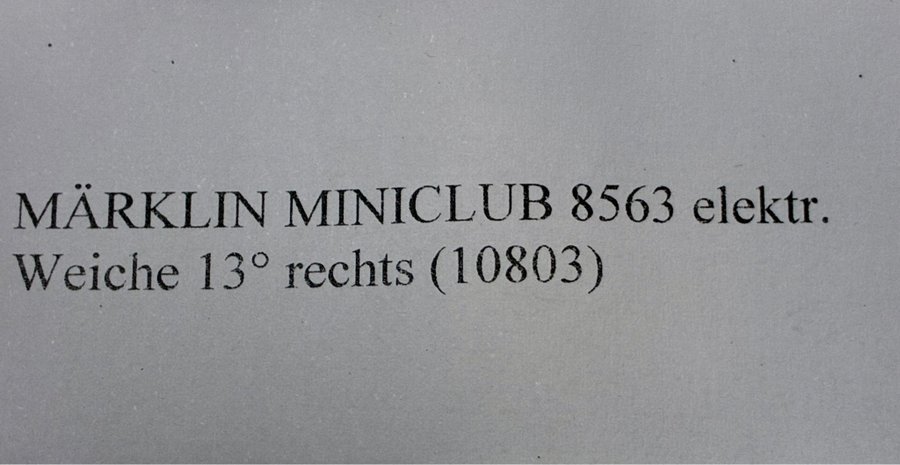 MÄRKLIN MINICLUB 8563 elektr.
Weiche 13° rechts (10803)